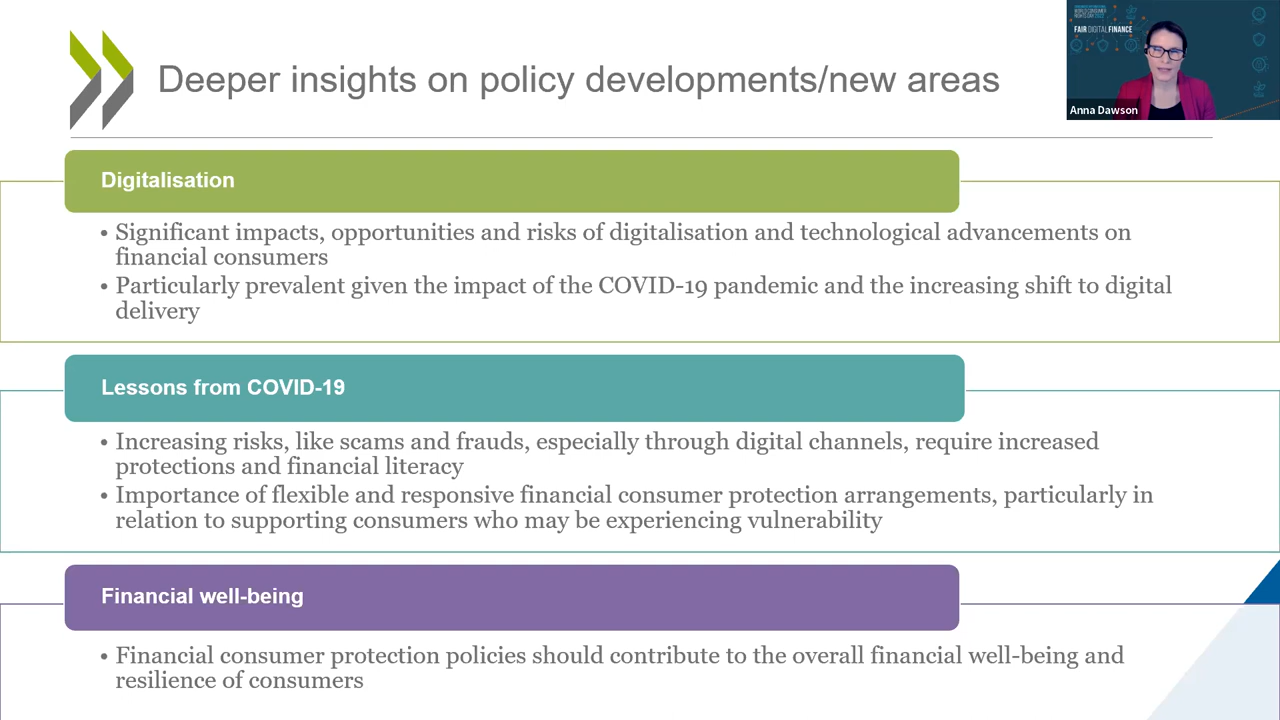 Deeper insights on policy developments/new areas
FAIR DIGITAL FINANCE
Anna Dawson
Digitalisation
• Significant impacts, opportunities and risks of digitalisation and technological advancements on
financial consumers
• Particularly prevalent given the impact of the COVID-19 pandemic and the increasing shift to digital
delivery
Lessons from COVID-19
• Increasing risks, like scams and frauds, especially through digital channels, require increased
protections and financial literacy
• Importance of flexible and responsive financial consumer protection arrangements, particularly in
relation to supporting consumers who may be experiencing vulnerability
Financial well-being
• Financial consumer protection policies should contribute to the overall financial well-being and
resilience of consumers